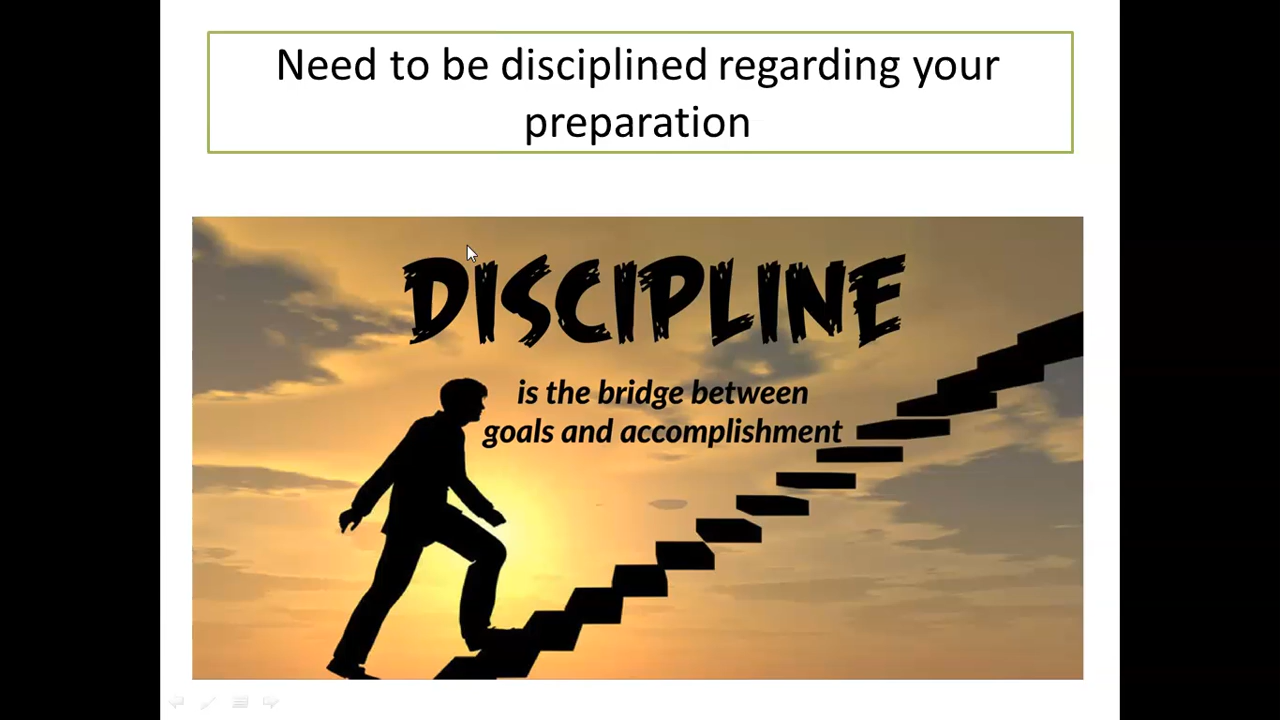 Need to be disciplined regarding your
preparation
DISCIPLINE
is the bridge between
goals and accomplishment